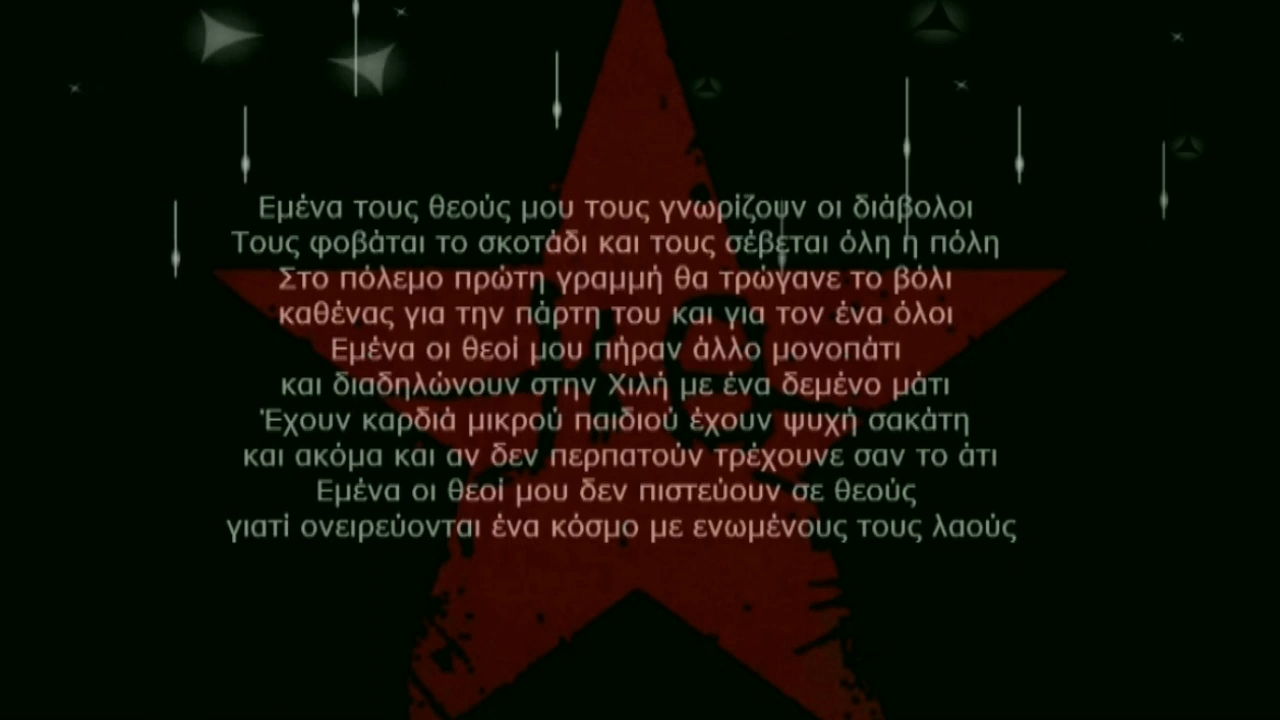 Εμένα τους θεούς μου τους γνωρίζουν οι διάβολοι
Τους φοβάται το σκοτάδι και τους σέβεται όλη η πόλη
Στο πόλεμο πρώτη γραμμή θα τρώγανε το βόλι
καθένας για την πάρτη του και για τον ένα όλοι
Εμένα οι θεοί μου πήραν άλλο μονοπάτι
και διαδηλώνουν στην Χιλή με ένα δεμένο μάτι
Έχουν καρδιά μικρού παιδιού έχουν ψυχή σακάτη
και ακόμα και αν δεν περπατούν τρέχουνε σαν το άτι
Εμένα οι θεοί μου δεν πιστεύουν σε θεούς
γιατί ονειρεύονται ένα κόσμο με ενωμένους τους λαούς